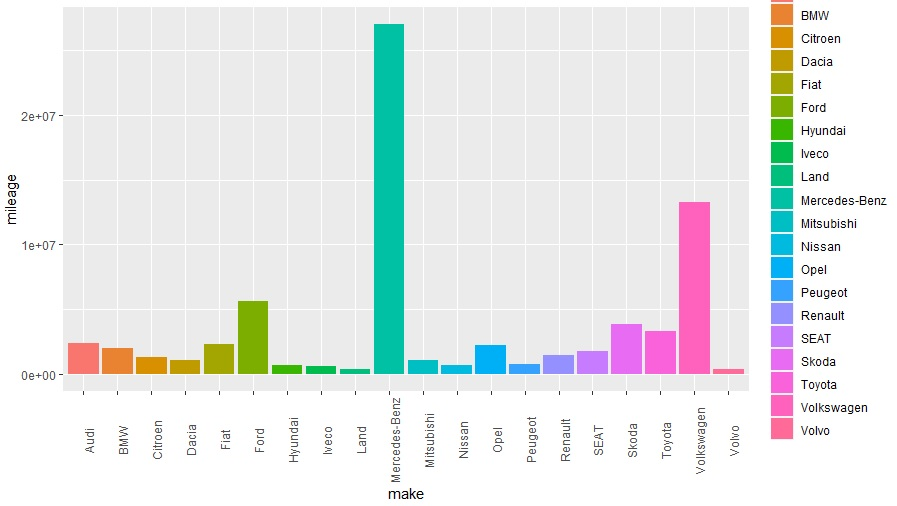 mileage
2e+07
1e+07
0e+00
Audi
BMW
Citroen
Dacia
Fiat
Ford
Hyundai
Iveco
Land
Mercedes-Benz
Mitsubishi
Nissan
Opel
Peugeot
Renault
SEAT
Skoda
Toyota
Volkswagen
Volvo
make
BMW
Citroen
Dacia
Fiat
Ford
Hyundai
Iveco
Land
Mercedes-Benz
Mitsubishi
Nissan
Opel
Peugeot
Renault
SEAT
Skoda
Toyota
Volkswagen
Volvo